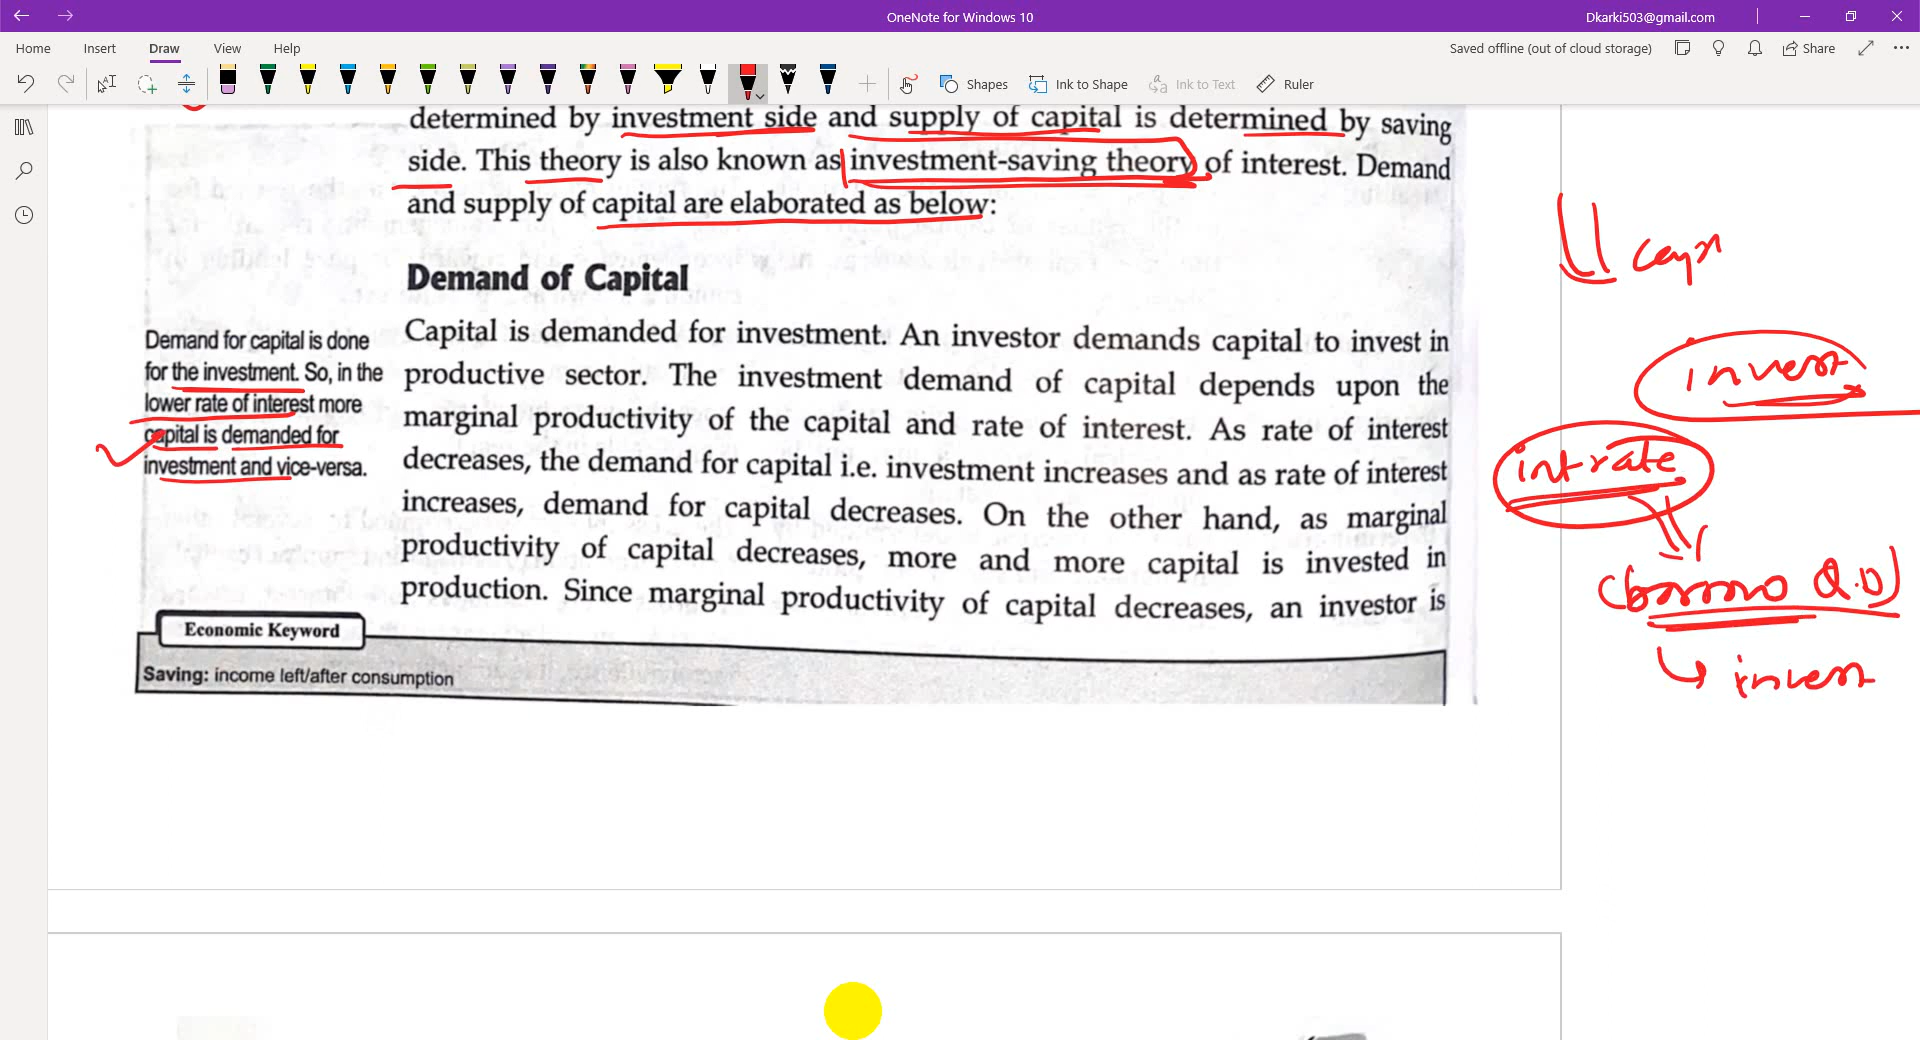 OneNote for Windows 10
Dkarki503@gmail.com
Home Insert Draw View Help
Saved offline (out of cloud storage)
Share
Shapes
Ink to Shape
Ink to Text
Ruler
determined by investment side and supply of capital is determined by saving
side. This theory is also known as investment-saving theory of interest. Demand
and supply of capital are elaborated as below:
Demand of Capital
Demand for capital is done
for the investment. So, in the
lower rate of interest more
capital is demanded for
investment and vice-versa.
Capital is demanded for investment. An investor demands capital to invest in
productive sector. The investment demand of capital depends upon the
marginal productivity of the capital and rate of interest. As rate of interest
decreases, the demand for capital i.e. investment increases and as rate of interest
increases, demand for capital decreases. On the other hand, as marginal
productivity of capital decreases, more and more capital is invested in
production. Since marginal productivity of capital decreases, an investor is
Economic Keyword
Saving: income left/after consumption
invest
int rate
invest